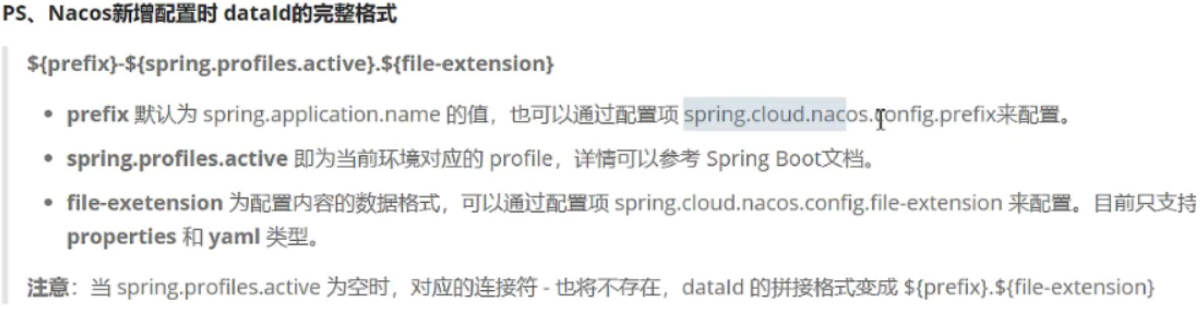 PS、Nacos新增配置时 dataId的完整格式
${prefix}-${spring.profiles.active}.${file-extension}
• prefix 默认为 spring.application.name 的值，也可以通过配置项 spring.cloud.nacos.config.prefix来配置。
• spring.profiles.active 即为当前环境对应的 profile，详情可以参考 Spring Boot文档。
• file-exetension 为配置内容的数据格式，可以通过配置项 spring.cloud.nacos.config.file-extension 来配置。目前只支持
properties 和 yaml 类型。
注意：当 spring.profiles.active 为空时，对应的连接符 - 也将不存在，dataId 的拼接格式变成 ${prefix}.${file-extension}